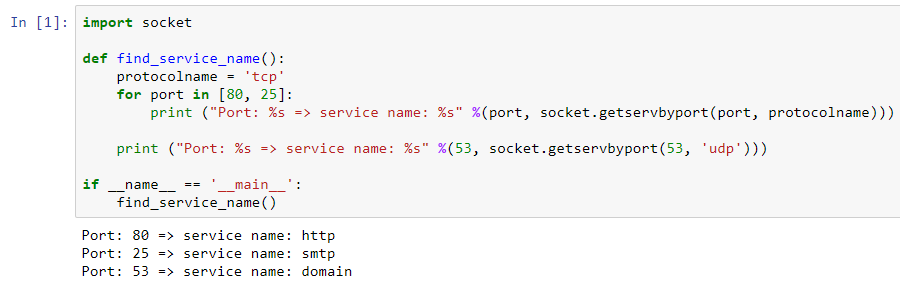 In [1]: import socket

def find_service_name():
    protocolname = 'tcp'
    for port in [80, 25]:
        print ("Port: %s => service name: %s" %(port, socket.getservbyport(port, protocolname)))

    print ("Port: %s => service name: %s" %(53, socket.getservbyport(53, 'udp')))

if __name__ == '__main__':
    find_service_name()

Port: 80 => service name: http
Port: 25 => service name: smtp
Port: 53 => service name: domain